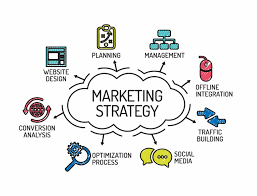 PLANNING
MANAGEMENT
WEBSITE
DESIGN
OFFLINE
INTEGRATION
MARKETING
STRATEGY
CONVERSION
ANALYSIS
TRAFFIC
BUILDING
OPTIMIZATION
PROCESS
SOCIAL
MEDIA